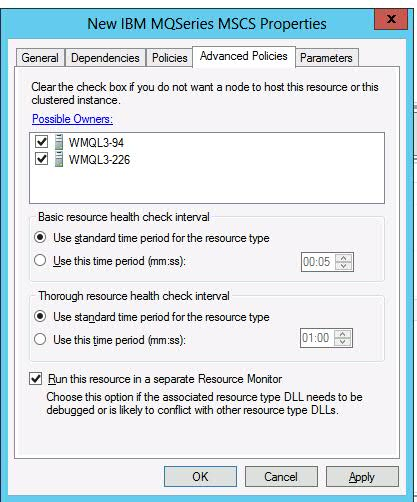 New IBM MQSeries MSCS Properties
x
General Dependencies Policies Advanced Policies Parameters
Clear the check box if you do not want a node to host this resource or this
clustered instance.
Possible Owners:
WMQL3-94
WMQL3-226
Basic resource health check interval
Use standard time period for the resource type
Use this time period (mm:ss):
00:05
Thorough resource health check interval
Use standard time period for the resource type
Use this time period (mm:ss):
01:00
Run this resource in a separate Resource Monitor
Choose this option if the associated resource type DLL needs to be
debugged or is likely to conflict with other resource type DLLs.
OK Cancel Apply